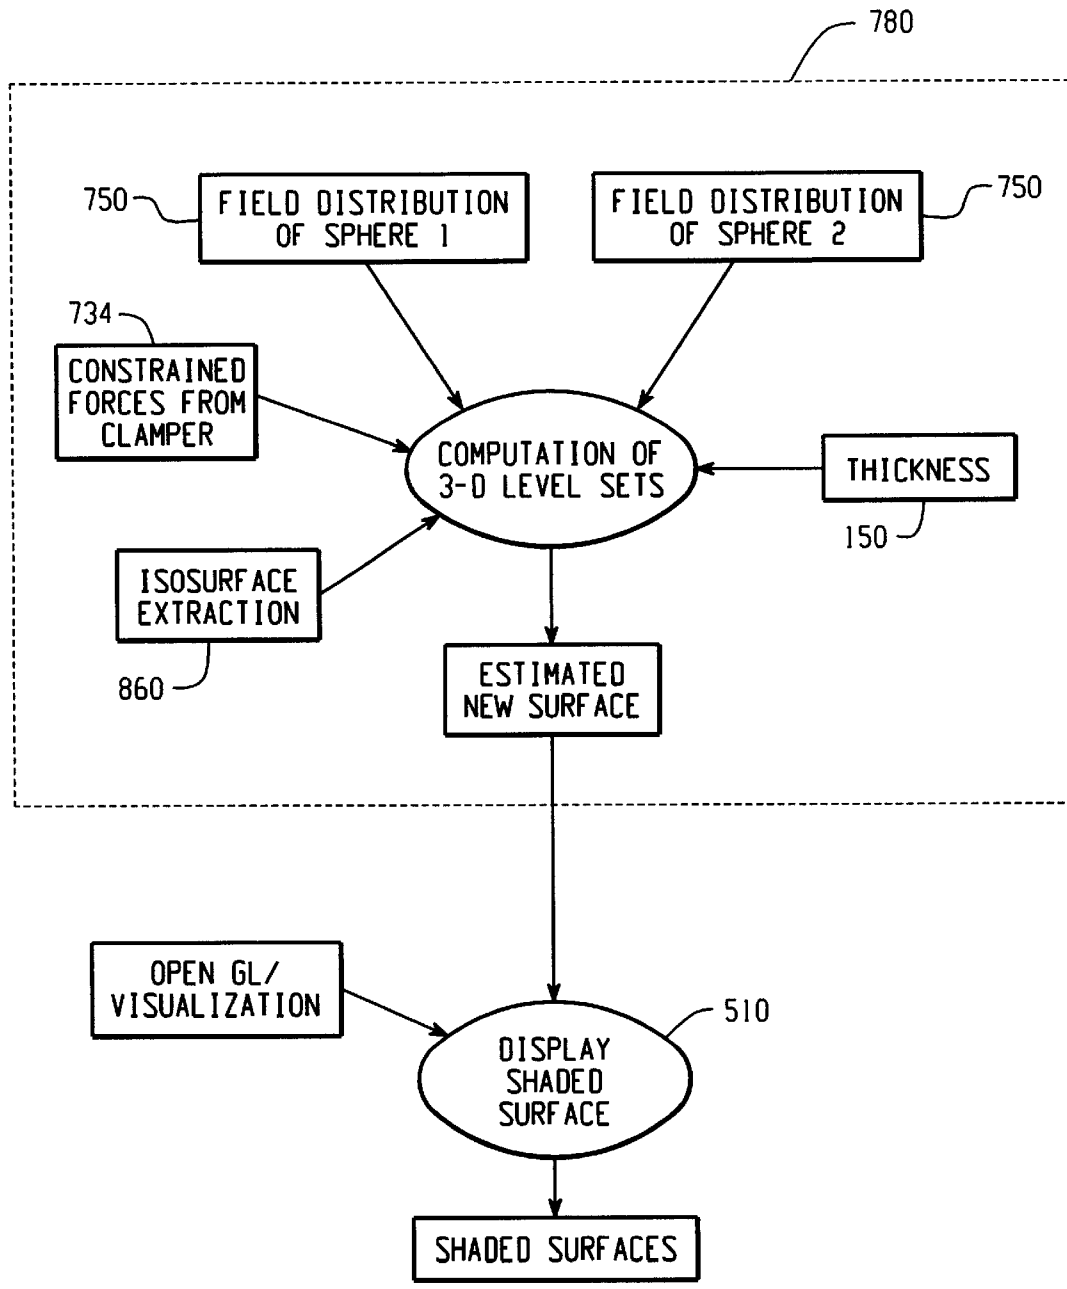 780
750
FIELD DISTRIBUTION
OF SPHERE 1
FIELD DISTRIBUTION
OF SPHERE 2
750
734
CONSTRAINED
FORCES FROM
CLAMPER
COMPUTATION OF
3-D LEVEL SETS
THICKNESS
150
ISOSURFACE
EXTRACTION
860
ESTIMATED
NEW SURFACE
OPEN GL/
VISUALIZATION
510
DISPLAY
SHADED
SURFACE
SHADED SURFACES